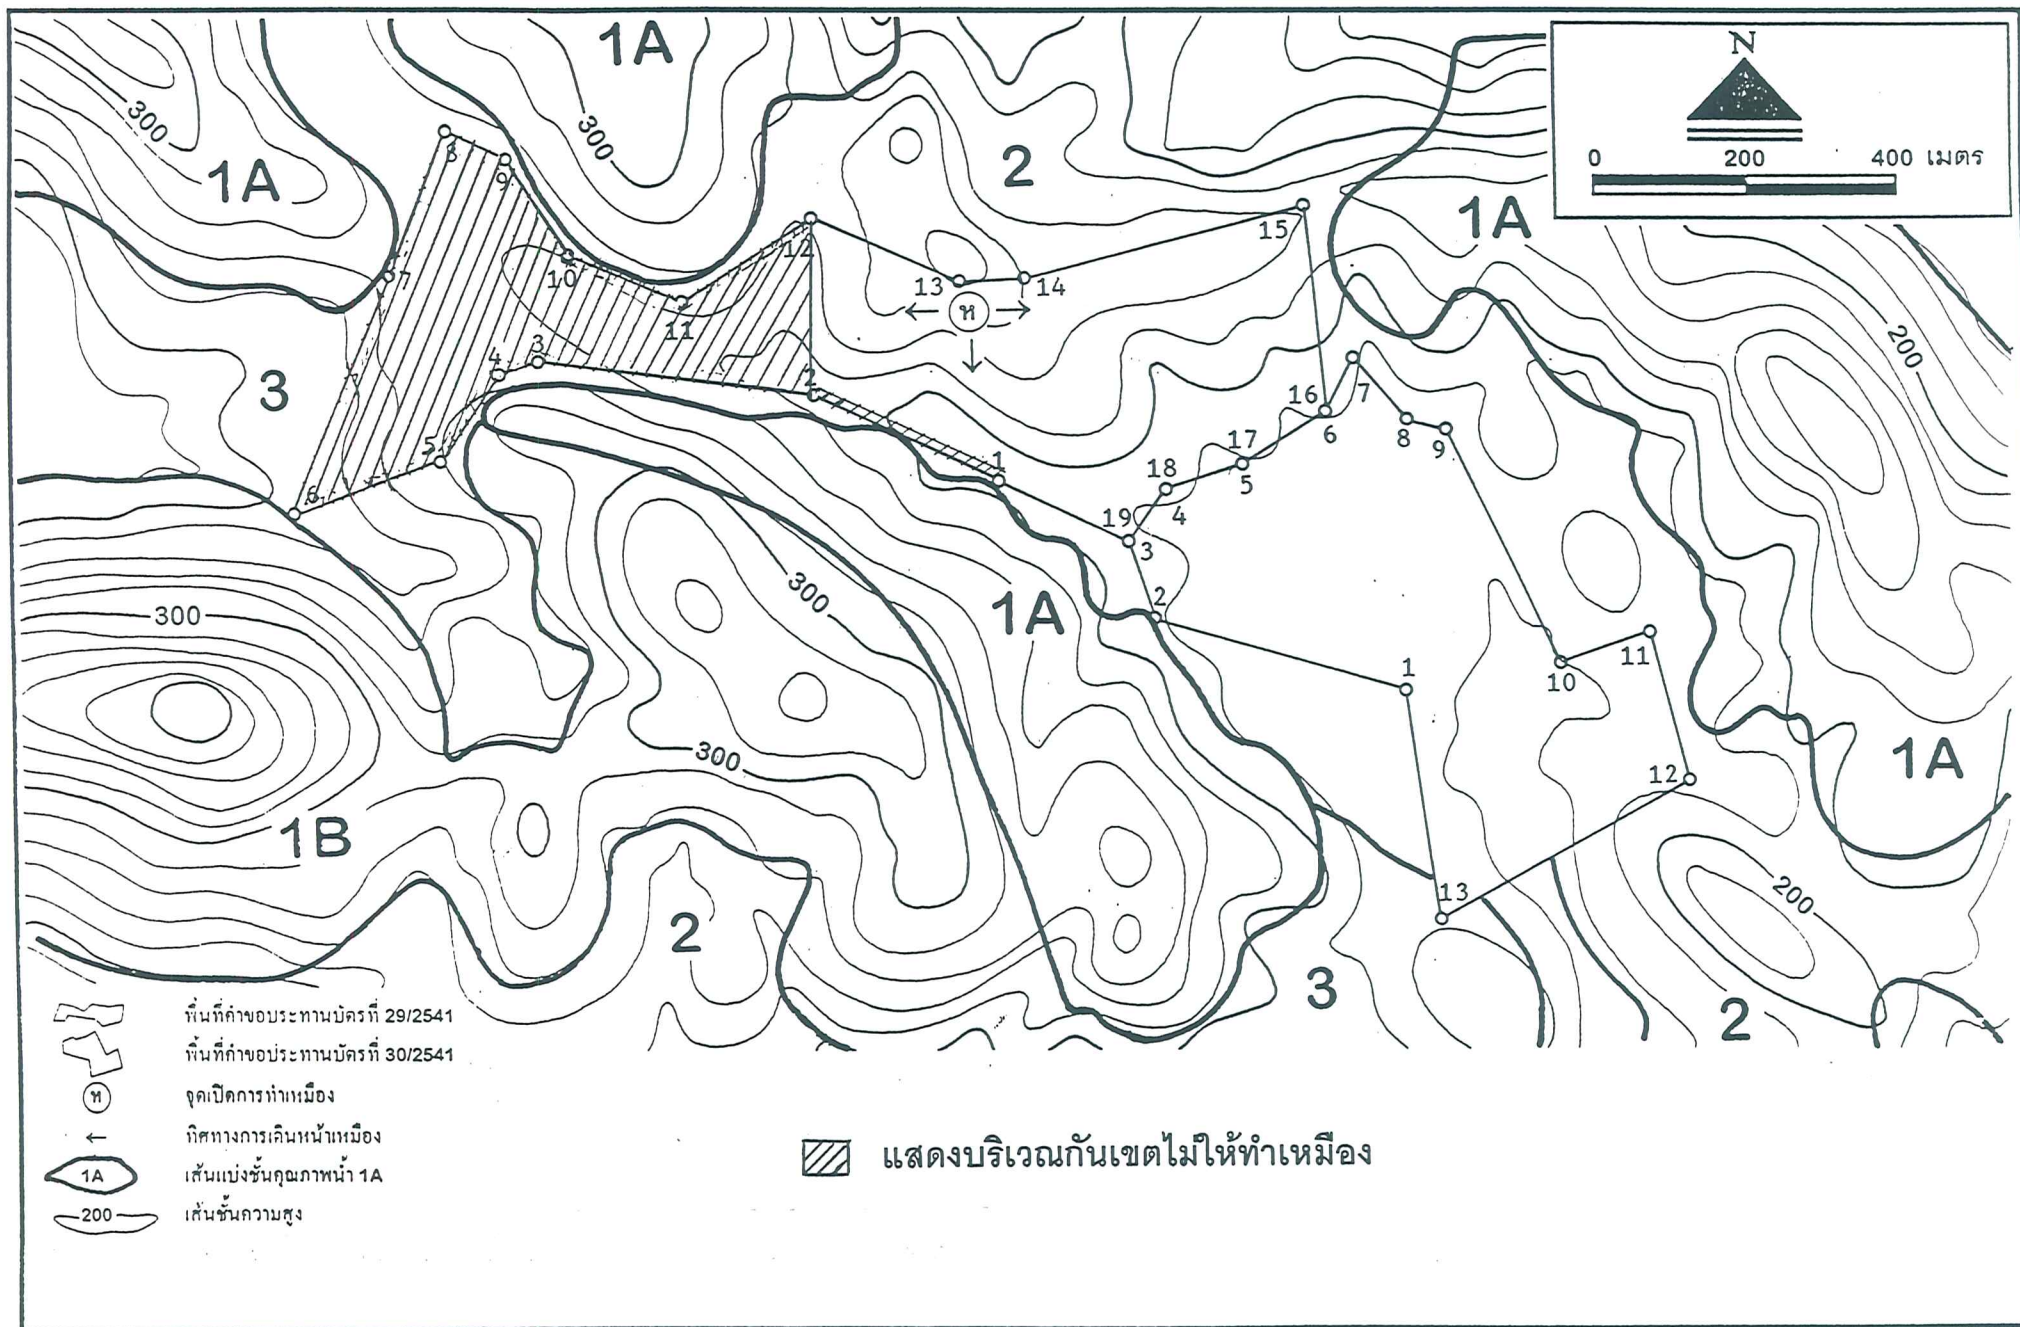 1A
N
0 200 400 เมตร
300
8
9
1A
300
2
1A
15
12
10
7
11
13
14
ห
200
3
3
4
2
16
7
6
8
9
17
5
1
18
5
6
4
19
3
300
300
1A
2
1
11
10
300
12
1A
1B
13
200
2
3
2
พื้นที่คำขอประทานบัตรที่ 29/2541
พื้นที่คำขอประทานบัตรที่ 30/2541
ห จุดเปิดการทำเหมือง
← ทิศทางการเดินหน้าเหมือง
1A เส้นแบ่งชั้นคุณภาพน้ำ 1A
200 เส้นชั้นความสูง
แสดงบริเวณกันเขตไม่ให้ทำเหมือง